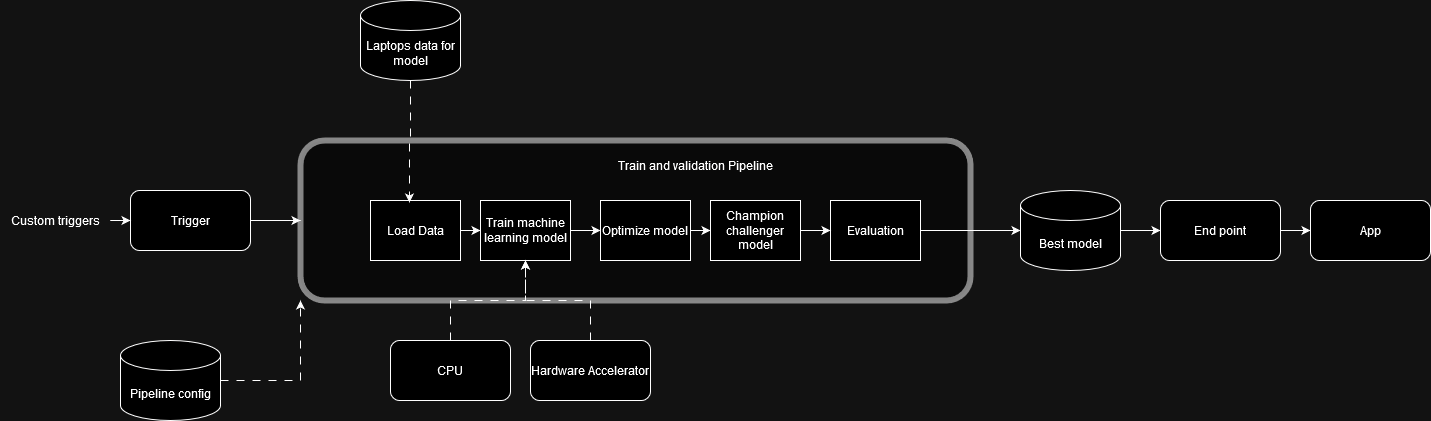 Laptops data for
model
Train and validation Pipeline
Custom triggers
Trigger
Load Data
Train machine
learning model
Optimize model
Champion
challenger
model
Evaluation
Best model
End point
App
Pipeline config
CPU
Hardware Accelerator